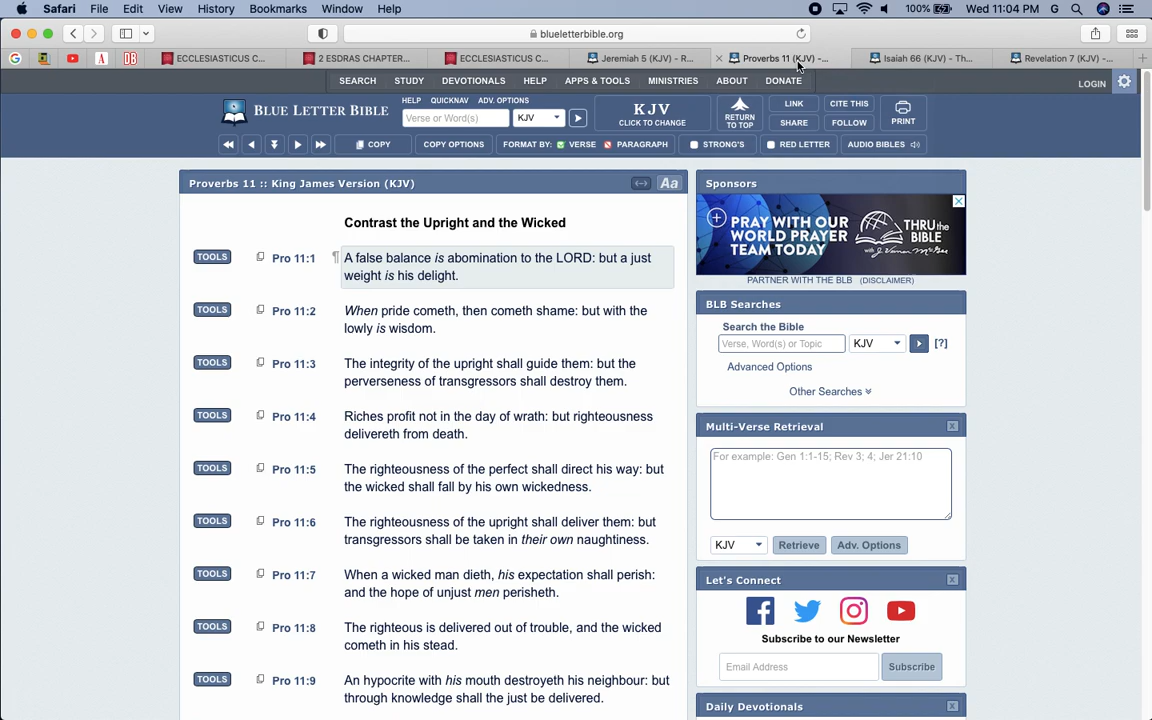 Safari File Edit View History Bookmarks Window Help 100% Wed 11:04 PM G
blueletterbible.org
G A DB ECCLESIASTICUS C... 2 ESDRAS CHAPTER... ECCLESIASTICUS C... Jeremiah 5 (KJV) - R... Proverbs 11 (KJV) -... Isaiah 66 (KJV) - Th... Revelation 7 (KJV) -...
SEARCH STUDY DEVOTIONALS HELP APPS & TOOLS MINISTRIES ABOUT DONATE LOGIN
BLUE LETTER BIBLE
HELP QUICKNAV ADV. OPTIONS
Verse or Word(s) KJV
KJV
CLICK TO CHANGE
RETURN
TO TOP
LINK CITE THIS
SHARE FOLLOW
PRINT
COPY COPY OPTIONS FORMAT BY: VERSE PARAGRAPH STRONG'S RED LETTER AUDIO BIBLES
Proverbs 11 :: King James Version (KJV) Aa
Contrast the Upright and the Wicked
TOOLS Pro 11:1 ¶ A false balance is abomination to the LORD: but a just
weight is his delight.
TOOLS Pro 11:2 When pride cometh, then cometh shame: but with the
lowly is wisdom.
TOOLS Pro 11:3 The integrity of the upright shall guide them: but the
perverseness of transgressors shall destroy them.
TOOLS Pro 11:4 Riches profit not in the day of wrath: but righteousness
delivereth from death.
TOOLS Pro 11:5 The righteousness of the perfect shall direct his way: but
the wicked shall fall by his own wickedness.
TOOLS Pro 11:6 The righteousness of the upright shall deliver them: but
transgressors shall be taken in their own naughtiness.
TOOLS Pro 11:7 When a wicked man dieth, his expectation shall perish:
and the hope of unjust men perisheth.
TOOLS Pro 11:8 The righteous is delivered out of trouble, and the wicked
cometh in his stead.
TOOLS Pro 11:9 An hypocrite with his mouth destroyeth his neighbour: but
through knowledge shall the just be delivered.
Sponsors
PRAY WITH OUR
WORLD PRAYER
TEAM TODAY
THRU THE
BIBLE
with J. Vernon McGee
PARTNER WITH THE BLB (DISCLAIMER)
BLB Searches
Search the Bible
Verse, Word(s) or Topic KJV [?]
Advanced Options
Other Searches
Multi-Verse Retrieval X
For example: Gen 1:1-15; Rev 3; 4; Jer 21:10
KJV Retrieve Adv. Options
Let's Connect X
Subscribe to our Newsletter
Email Address Subscribe
Daily Devotionals X